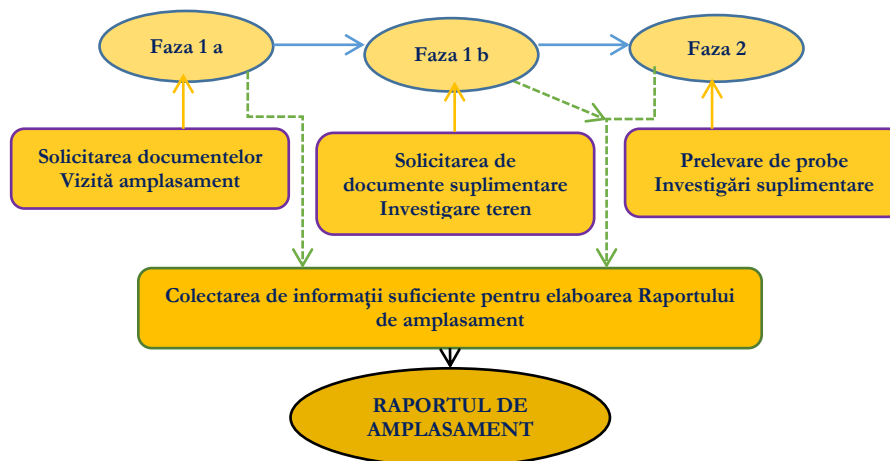 Faza 1 a
Faza 1 b
Faza 2
Solicitarea documentelor
Vizită amplasament
Solicitarea de
documente suplimentare
Investigare teren
Prelevare de probe
Investigări suplimentare
Colectarea de informații suficiente pentru elaboarea Raportului
de amplasament
RAPORTUL DE
AMPLASAMENT